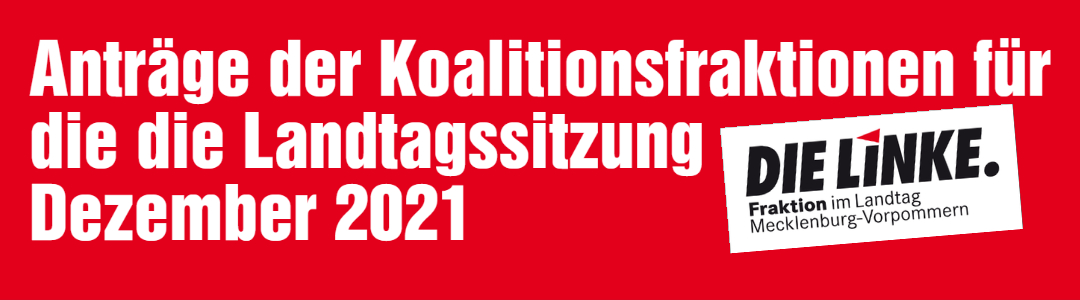 Anträge der Koalitionsfraktionen für
die die Landtagssitzung
Dezember 2021
DIE LINKE.
Fraktion im Landtag
Mecklenburg-Vorpommern